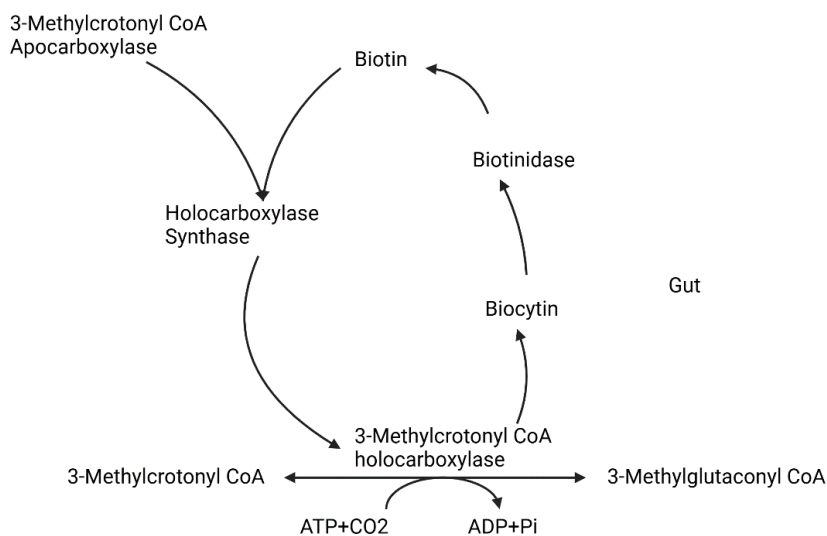 3-Methylcrotonyl CoA
Apocarboxylase
Biotin
Biotinidase
Holocarboxylase
Synthase
Gut
Biocytin
3-Methylcrotonyl CoA
holocarboxylase
3-Methylcrotonyl CoA
3-Methylglutaconyl CoA
ATP+CO2
ADP+Pi